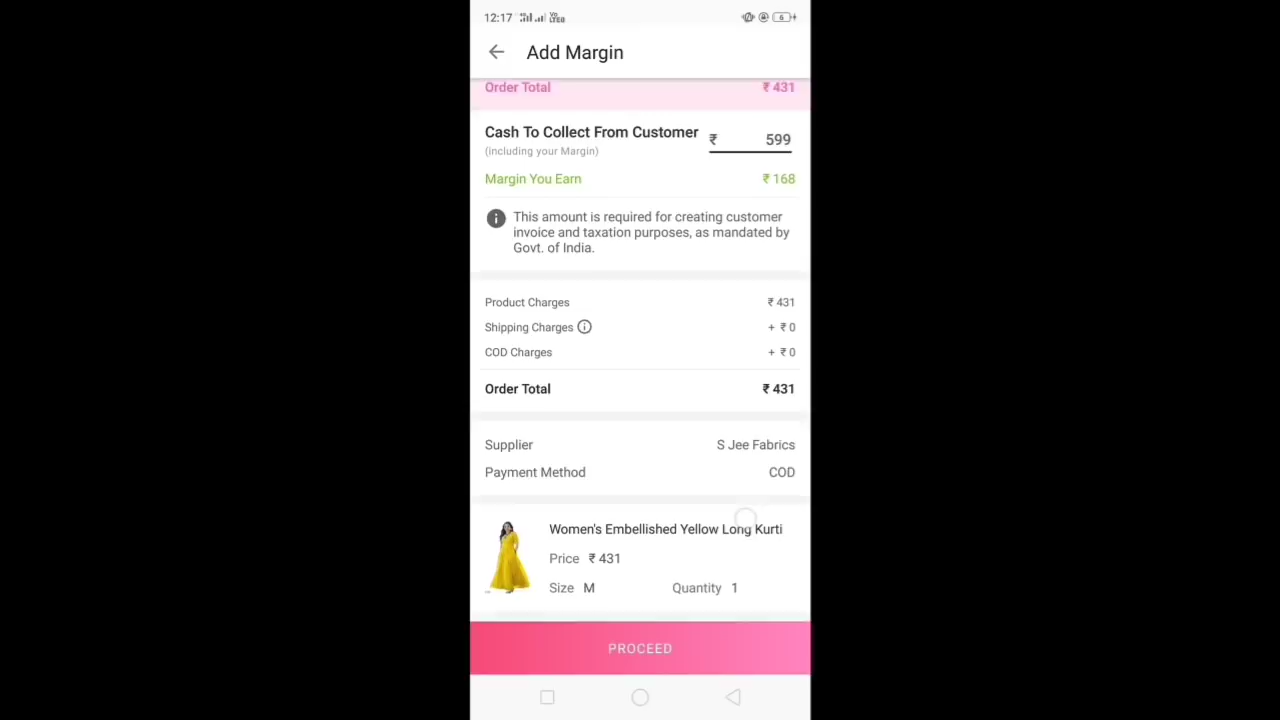 12:17
VoLTE
6
Add Margin
Order Total ₹ 431
Cash To Collect From Customer ₹ 599
(including your Margin)
Margin You Earn ₹ 168
This amount is required for creating customer
invoice and taxation purposes, as mandated by
Govt. of India.
Product Charges ₹ 431
Shipping Charges + ₹ 0
COD Charges + ₹ 0
Order Total ₹ 431
Supplier S Jee Fabrics
Payment Method COD
Women's Embellished Yellow Long Kurti
Price ₹ 431
Size M Quantity 1
PROCEED